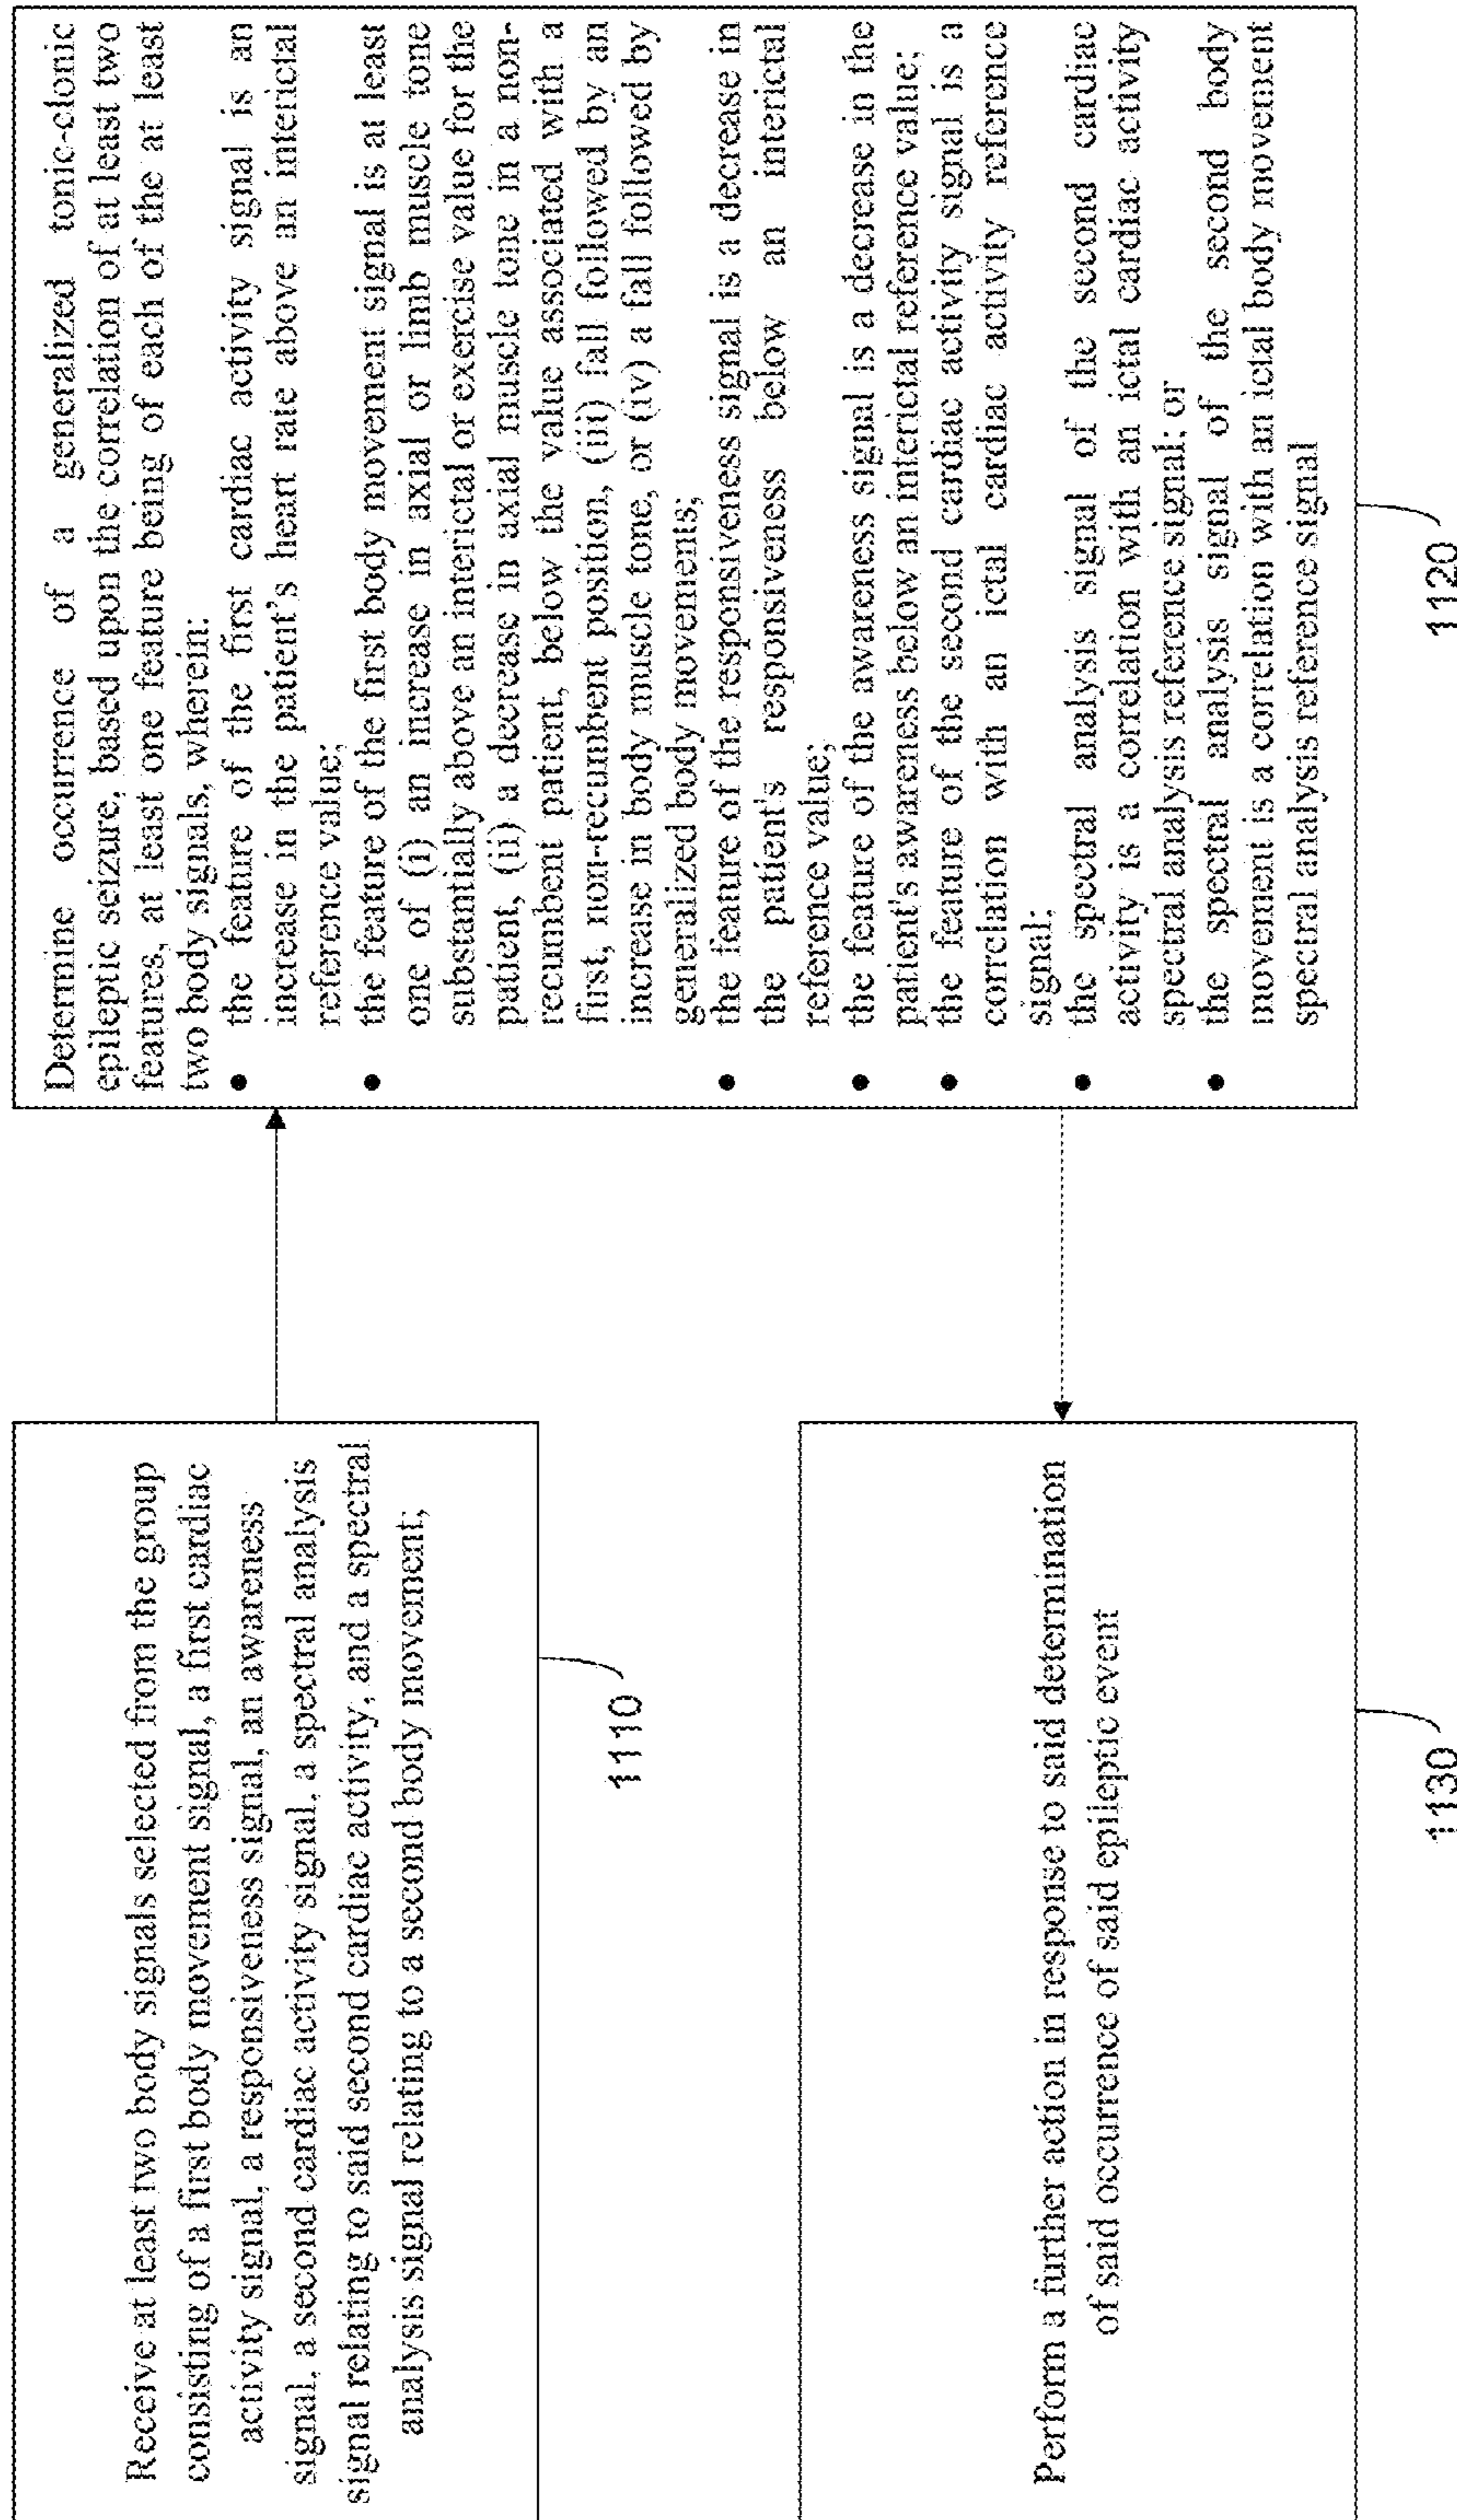 Receive at least two body signals selected from the group
consisting of a first body movement signal, a first cardiac
activity signal, a responsiveness signal, an awareness
signal, a second cardiac activity signal, a spectral analysis
signal relating to said second cardiac activity, and a spectral
analysis signal relating to a second body movement;
1110
Determine occurrence of a generalized tonic-clonic
epileptic seizure, based upon the correlation of at least two
features, at least one feature being of each of the at least
two body signals, wherein:
• the feature of the first cardiac activity signal is an
increase in the patient's heart rate above an interictal
reference value;
• the feature of the first body movement signal is at least
one of (i) an increase in axial or limb muscle tone
substantially above an interictal or exercise value for the
patient, (ii) a decrease in axial muscle tone in a non-
recumbent patient, below the value associated with a
first, non-recumbent position, (iii) fall followed by an
increase in body muscle tone, or (iv) a fall followed by
generalized body movements;
• the feature of the responsiveness signal is a decrease in
the patient's responsiveness below an interictal
reference value;
• the feature of the awareness signal is a decrease in the
patient's awareness below an interictal reference value;
• the feature of the second cardiac activity signal is a
correlation with an ictal cardiac activity reference
signal;
• the spectral analysis signal of the second cardiac
activity is a correlation with an ictal cardiac activity
spectral analysis reference signal; or
• the spectral analysis signal of the second body
movement is a correlation with an ictal body movement
spectral analysis reference signal
1120
Perform a further action in response to said determination
of said occurrence of said epileptic event
1130